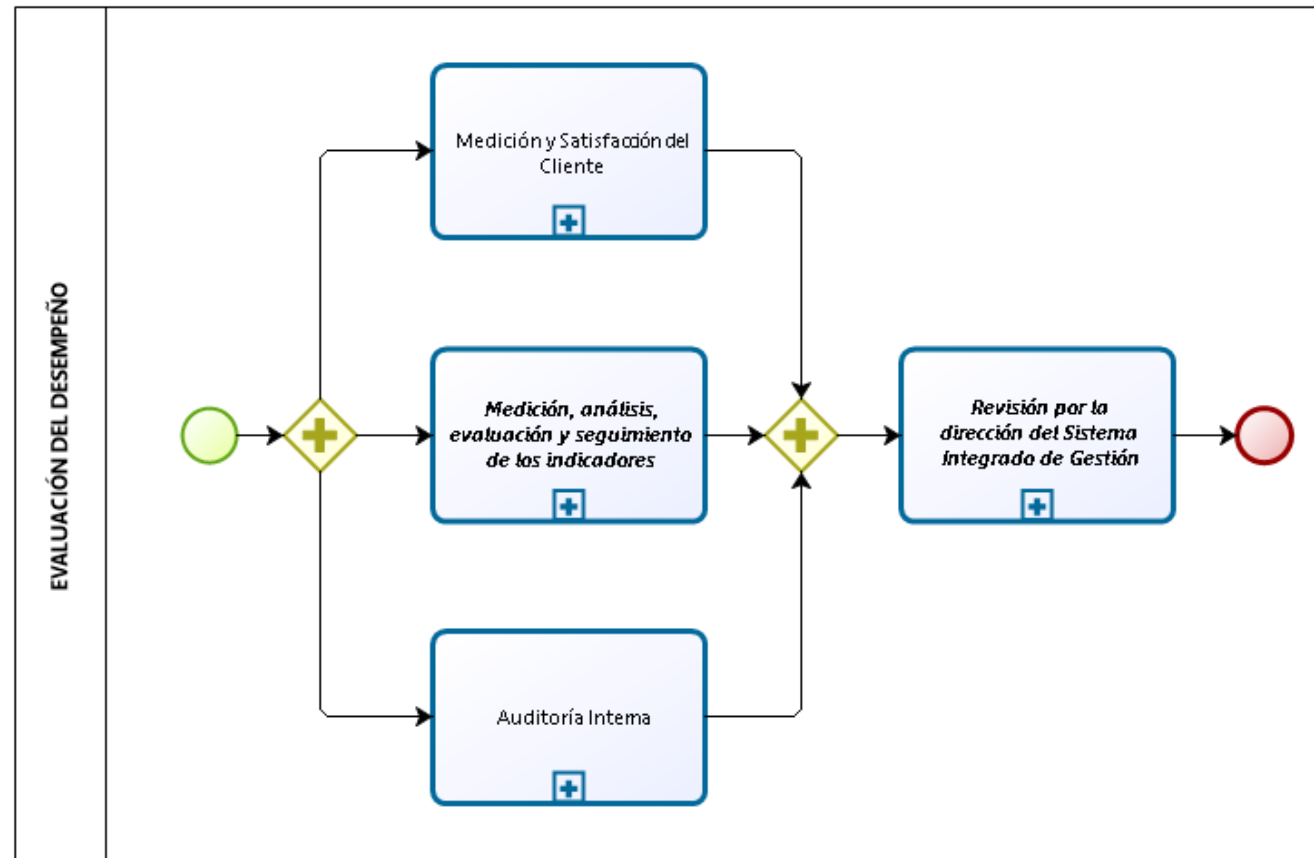 EVALUACIÓN DEL DESEMPEÑO
Medición y Satisfacción del
Cliente
Medición, análisis,
evaluación y seguimiento
de los indicadores
Auditoría Interna
Revisión por la
dirección del Sistema
Integrado de Gestión